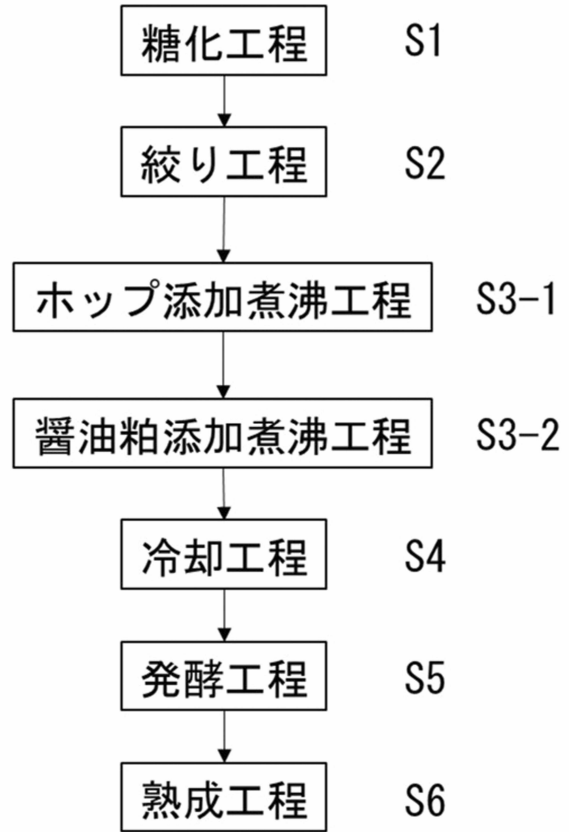 糖化工程 S1
絞り工程 S2
ホップ添加煮沸工程 S3-1
醤油粕添加煮沸工程 S3-2
冷却工程 S4
発酵工程 S5
熟成工程 S6